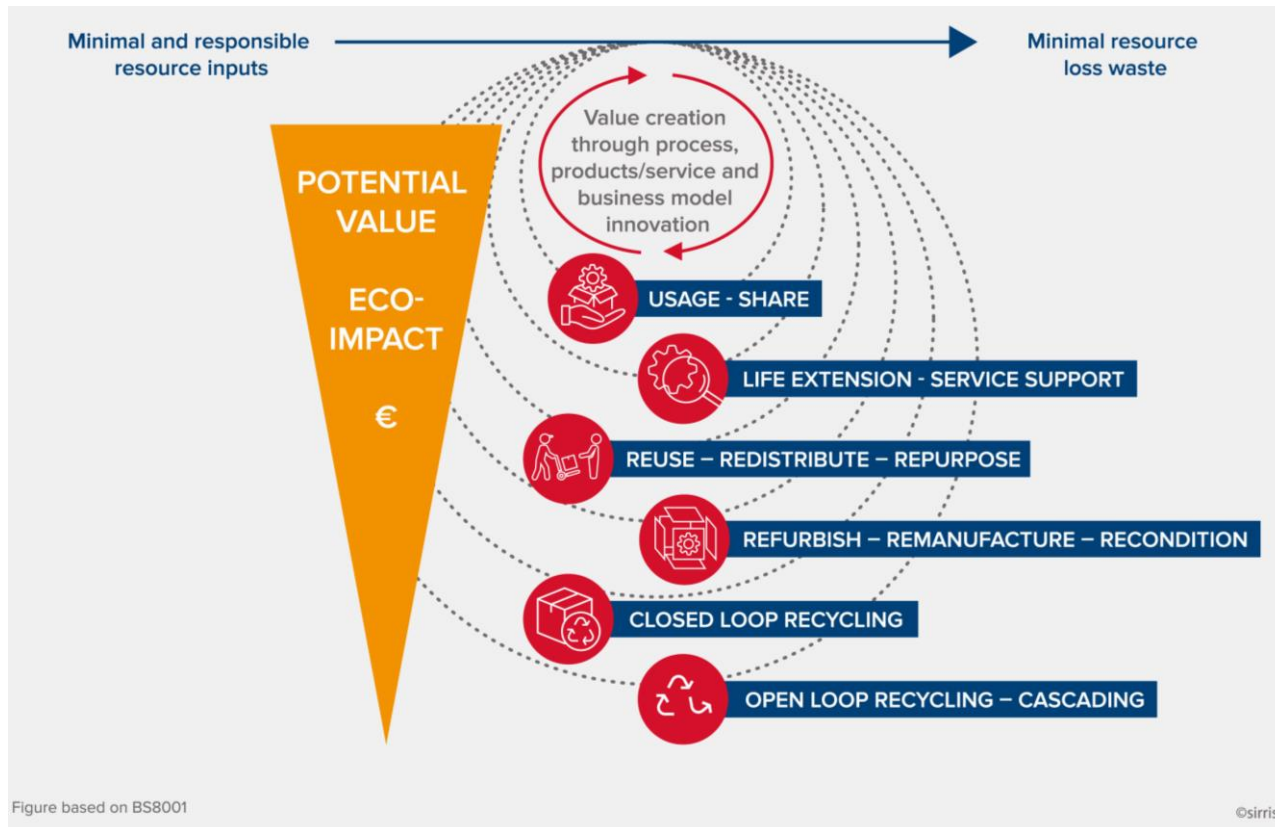 Minimal and responsible
resource inputs
Minimal resource
loss waste
Value creation
through process,
products/service and
business model
innovation
POTENTIAL
VALUE
ECO-
IMPACT
€
USAGE - SHARE
LIFE EXTENSION - SERVICE SUPPORT
REUSE – REDISTRIBUTE – REPURPOSE
REFURBISH – REMANUFACTURE – RECONDITION
CLOSED LOOP RECYCLING
OPEN LOOP RECYCLING – CASCADING
Figure based on BS8001
©sirris